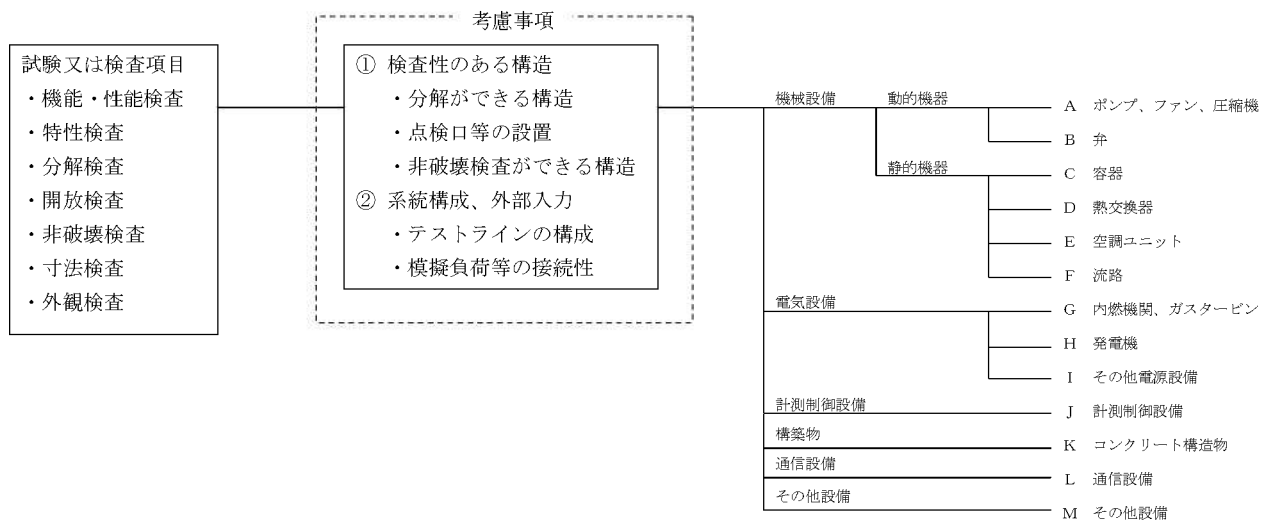 考慮事項
試験又は検査項目
・機能・性能検査
・特性検査
・分解検査
・開放検査
・非破壊検査
・寸法検査
・外観検査
① 検査性のある構造
・分解ができる構造
・点検口等の設置
・非破壊検査ができる構造
② 系統構成、外部入力
・テストラインの構成
・模擬負荷等の接続性
機械設備
動的機器
A ポンプ、ファン、圧縮機
B 弁
静的機器
C 容器
D 熱交換器
E 空調ユニット
F 流路
電気設備
G 内燃機関、ガスタービン
H 発電機
I その他電源設備
計測制御設備
J 計測制御設備
構築物
K コンクリート構造物
通信設備
L 通信設備
その他設備
M その他設備